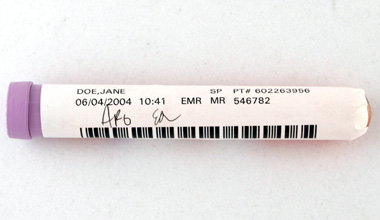 DOE,JANE SP PT# 602263956
06/04/2004 10:41 EMR MR 546782